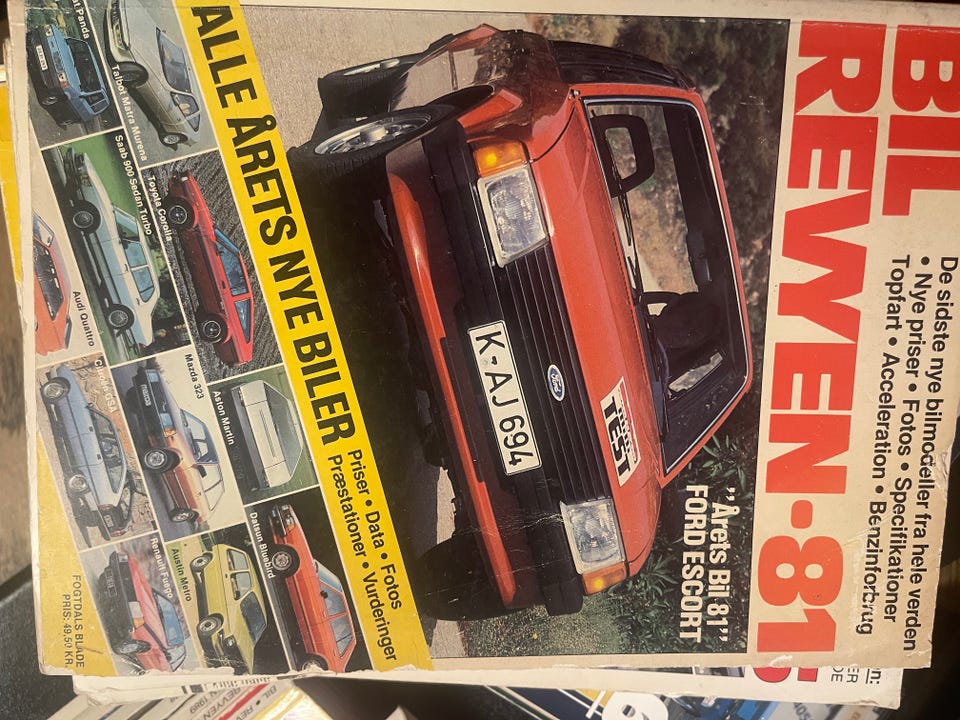 BIL
REVYEN·81
De sidste nye bilmodeller fra hele verden
• Nye priser • Fotos • Specifikationer
Topfart • Acceleration • Benzinforbrug
"Årets Bil 81"
FORD ESCORT
TEST
Ford
K-AJ 694
ALLE ÅRETS NYE BILER
Priser • Data • Fotos
Præstationer • Vurderinger
Panda
Talbot Matra Murena
Saab 900 Sedan Turbo
Toyota Corolla
Audi Quattro
GSA
Mazda 323
Aston Martin
Renault Fuego
Austin Metro
Datsun Bluebird
FOGTDALS BLADE
PRIS: 49,50 KR.